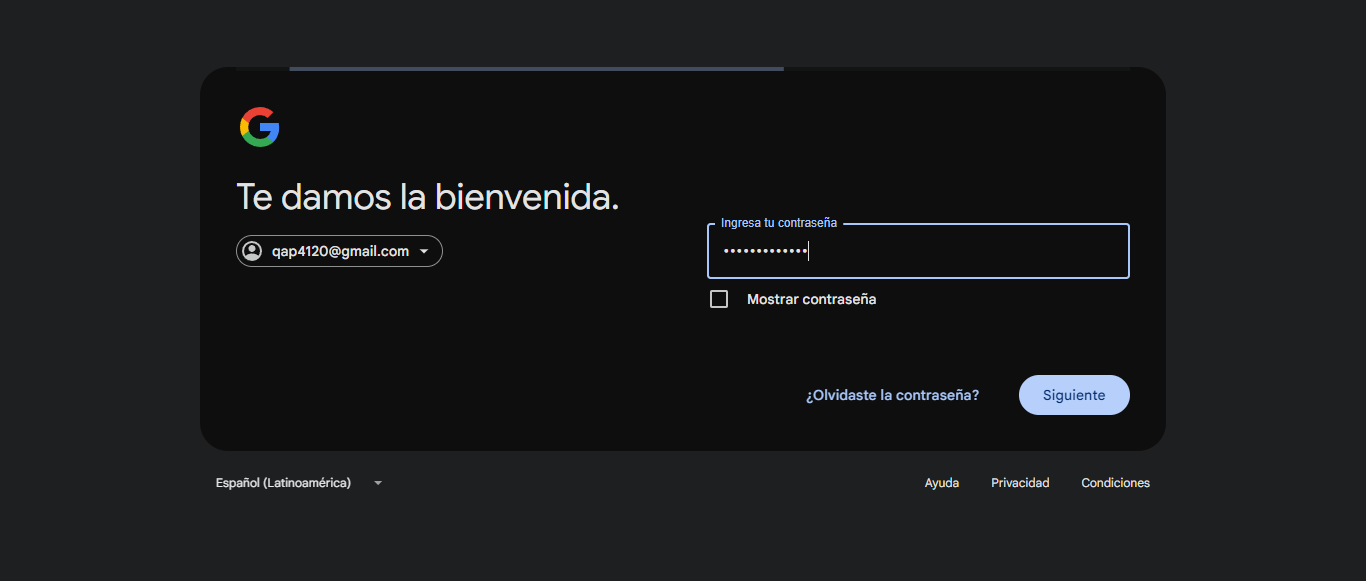 Te damos la bienvenida.
qap4120@gmail.com
Ingresa tu contraseña
•••••••••••••
Mostrar contraseña
¿Olvidaste la contraseña?
Siguiente
Español (Latinoamérica)
Ayuda
Privacidad
Condiciones